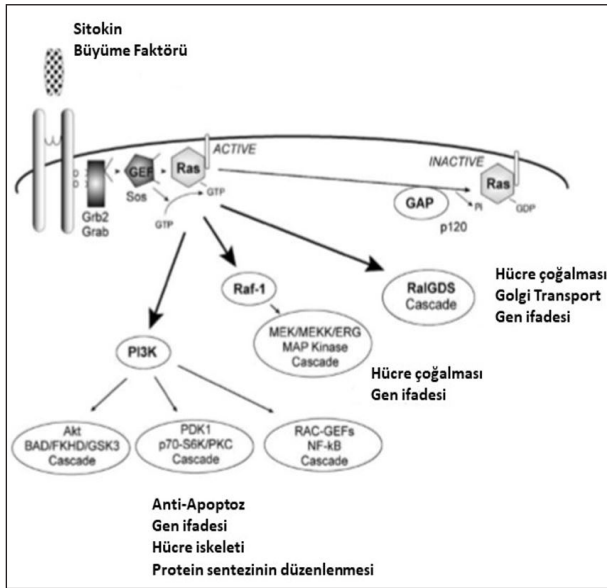 Sitokin
Büyüme Faktörü
ACTIVE
INACTIVE
GEF
Ras
Sos
GTP
GTP
Grb2
Grab
GAP
p120
Pi
Ras
GDP
RalGDS
Cascade
Hücre çoğalması
Golgi Transport
Gen ifadesi
Raf-1
MEK/MEKK/ERG
MAP Kinase
Cascade
Hücre çoğalması
Gen ifadesi
PI3K
Akt
BAD/FKHD/GSK3
Cascade
PDK1
p70-S6K/PKC
Cascade
RAC-GEFs
NF-kB
Cascade
Anti-Apoptoz
Gen ifadesi
Hücre iskeleti
Protein sentezinin düzenlenmesi